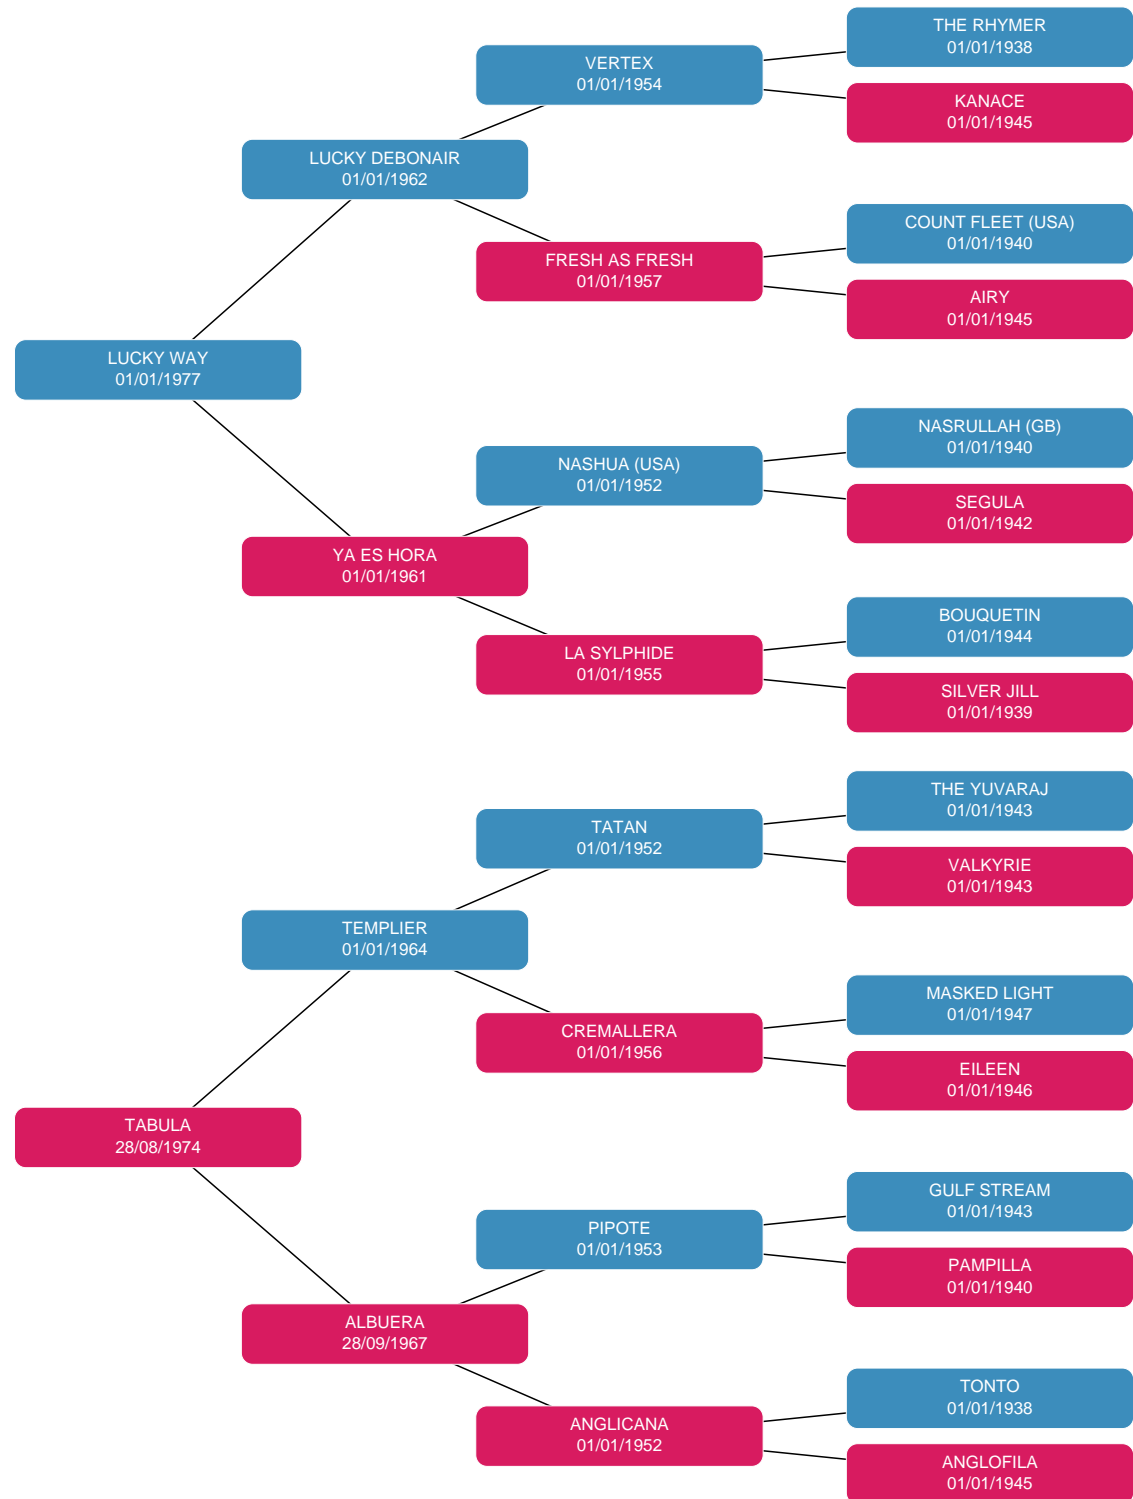 THE RHYMER
01/01/1938
VERTEX
01/01/1954
KANACE
01/01/1945
LUCKY DEBONAIR
01/01/1962
COUNT FLEET (USA)
01/01/1940
FRESH AS FRESH
01/01/1957
AIRY
01/01/1945
LUCKY WAY
01/01/1977
NASRULLAH (GB)
01/01/1940
NASHUA (USA)
01/01/1952
SEGULA
01/01/1942
YA ES HORA
01/01/1961
BOUQUETIN
01/01/1944
LA SYLPHIDE
01/01/1955
SILVER JILL
01/01/1939
THE YUVARAJ
01/01/1943
TATAN
01/01/1952
VALKYRIE
01/01/1943
TEMPLIER
01/01/1964
MASKED LIGHT
01/01/1947
CREMALLERA
01/01/1956
EILEEN
01/01/1946
TABULA
28/08/1974
GULF STREAM
01/01/1943
PIPOTE
01/01/1953
PAMPILLA
01/01/1940
ALBUERA
28/09/1967
TONTO
01/01/1938
ANGLICANA
01/01/1952
ANGLOFILA
01/01/1945